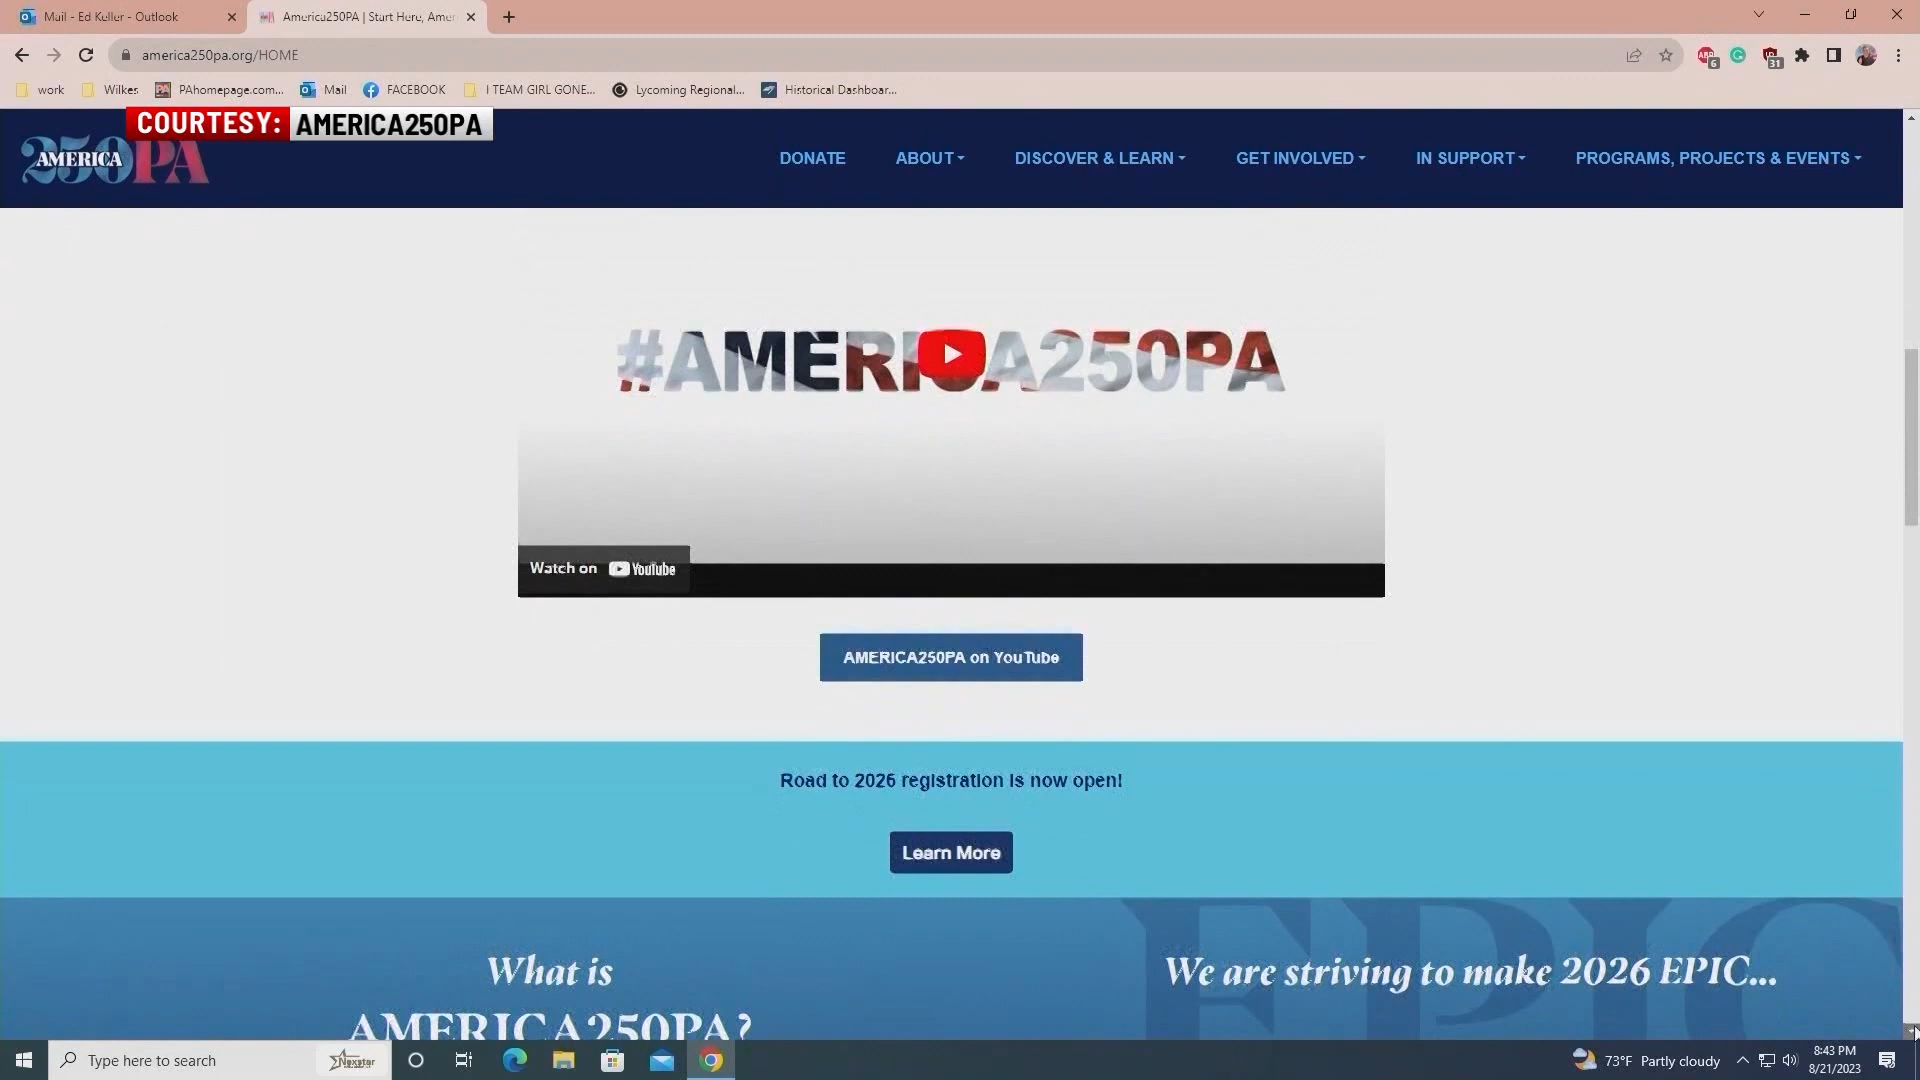 Mail - Ed Keller - Outlook
America250PA | Start Here, Amer
america250pa.org/HOME
6
31
work
Wilkes
PAhomepage.com...
Mail
FACEBOOK
I TEAM GIRL GONE...
Lycoming Regional...
Historical Dashboar...
COURTESY: AMERICA250PA
250PA
AMERICA
DONATE
ABOUT
DISCOVER & LEARN
GET INVOLVED
IN SUPPORT
PROGRAMS, PROJECTS & EVENTS
#AMERICA250PA
Watch on YouTube
AMERICA250PA on YouTube
Road to 2026 registration is now open!
Learn More
EPIC
What is
AMERICA250PA?
We are striving to make 2026 EPIC...
Type here to search
Nexstar
73°F Partly cloudy
8:43 PM
8/21/2023